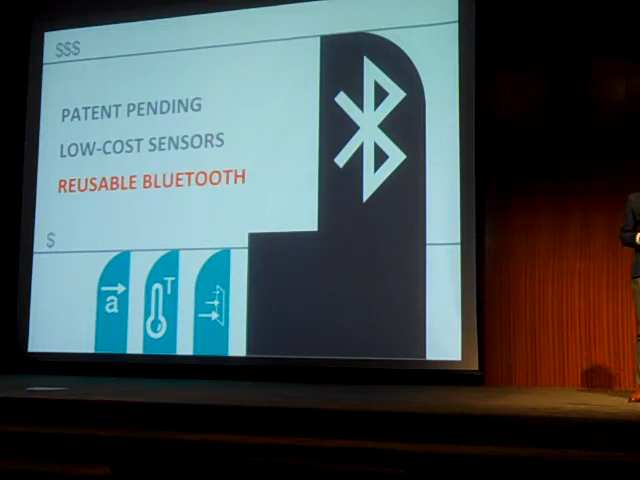 $$$
PATENT PENDING
LOW-COST SENSORS
REUSABLE BLUETOOTH
$
a
T